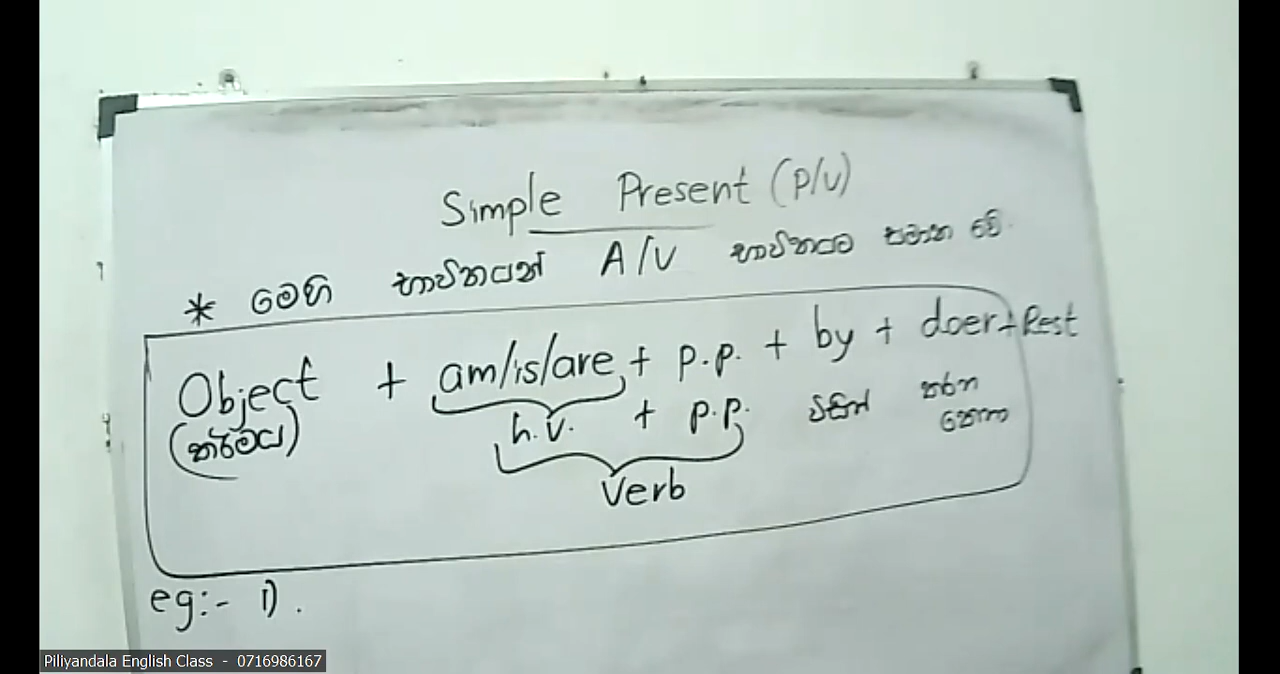 Simple Present (P/V)
* මෙහි භාවිතයන් A/V භාවිතයට සමාන වේ.
Object + am/is/are + p.p. + by + doer + Rest
(කර්මය) h.v. + p.p. විසින් කරන
කෙනා
Verb
eg:- 1).
Piliyandala English Class - 0716986167